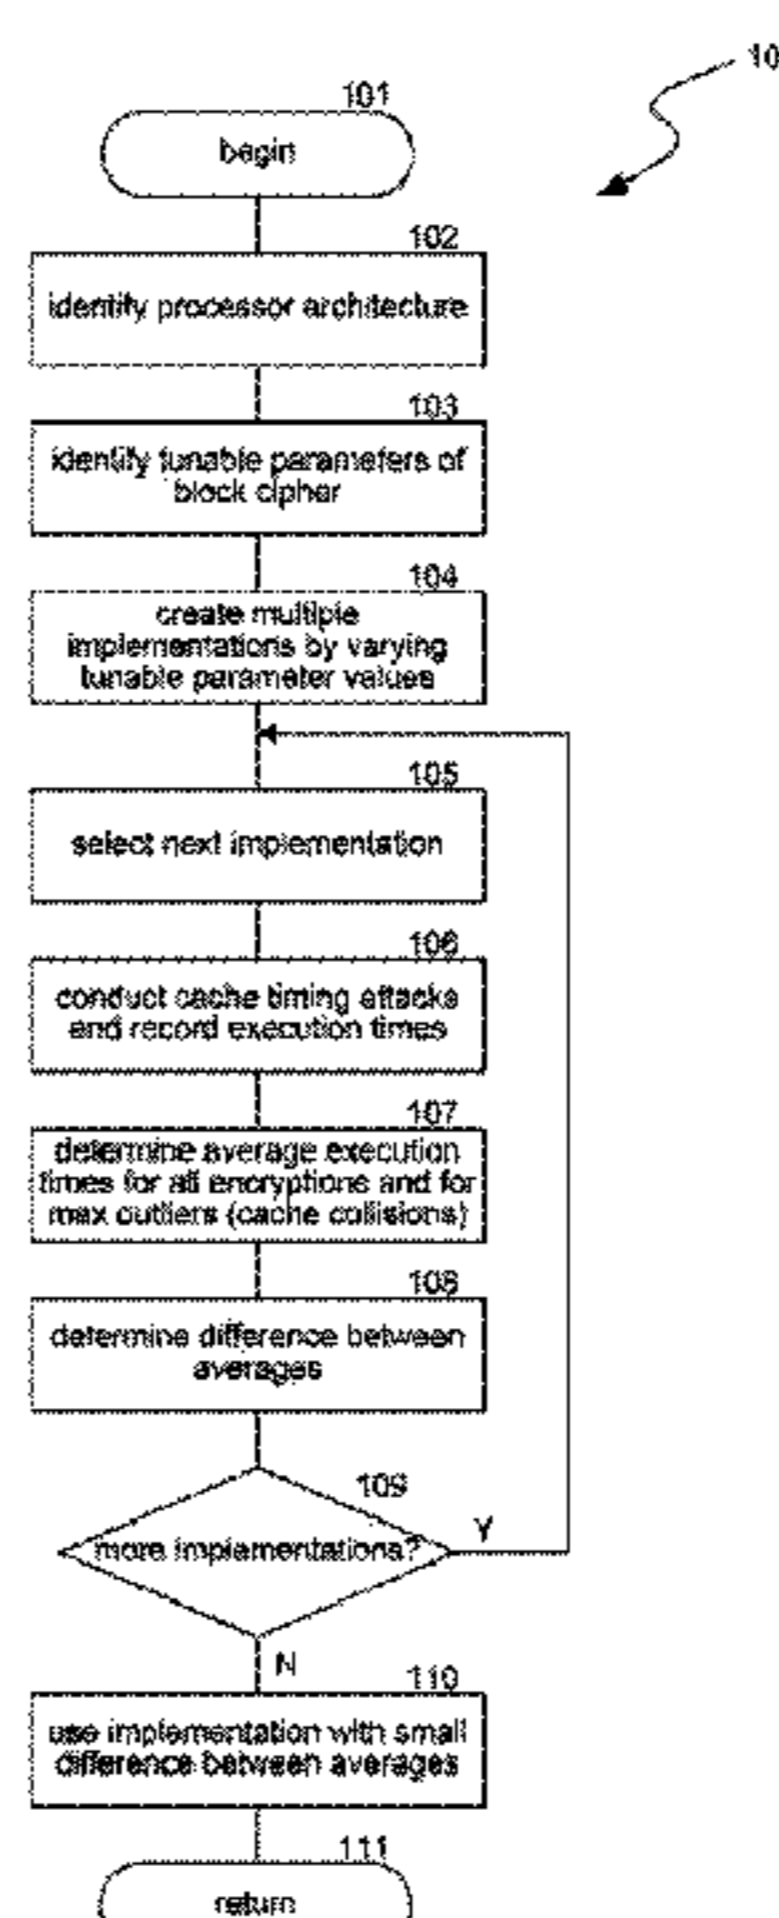 10
101
begin
102
identify processor architecture
103
identify tunable parameters of
block cipher
104
create multiple
implementations by varying
tunable parameter values
105
select next implementation
106
conduct cache timing attacks
and record execution times
107
determine average execution
times for all encryptions and for
max outliers (cache collisions)
108
determine difference between
averages
109
more implementations?
Y
N
110
use implementation with small
difference between averages
111
return